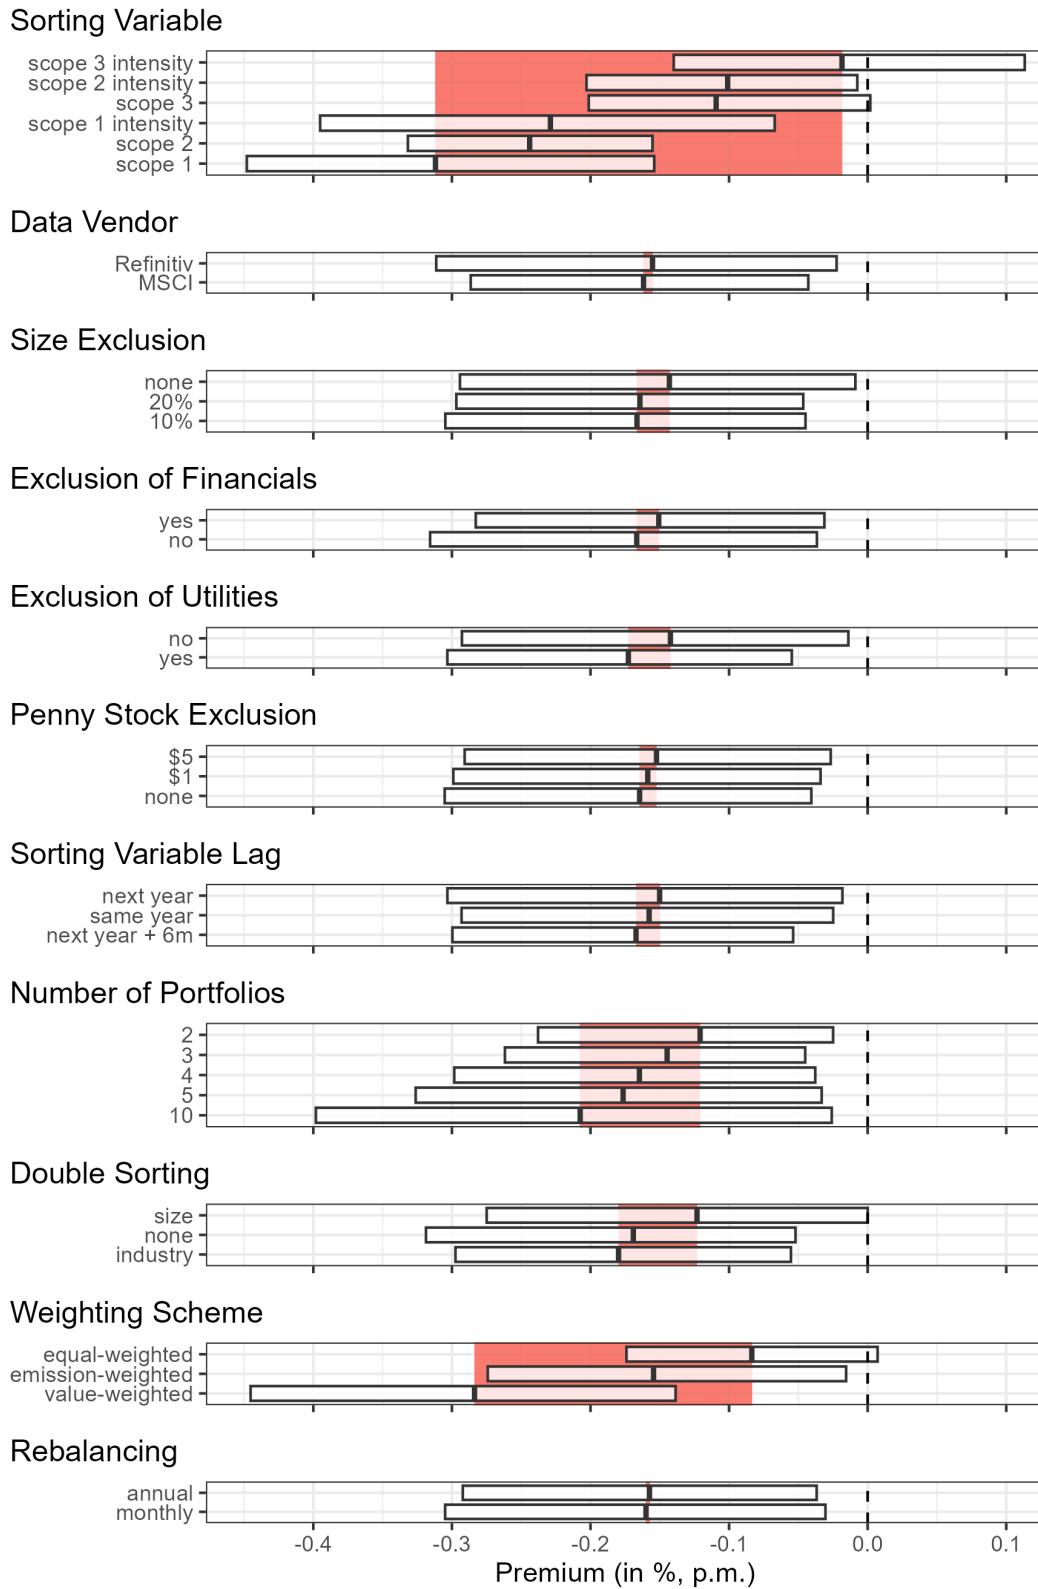 Sorting Variable
scope 3 intensity
scope 2 intensity
scope 3
scope 1 intensity
scope 2
scope 1
Data Vendor
Refinitiv
MSCI
Size Exclusion
none
20%
10%
Exclusion of Financials
yes
no
Exclusion of Utilities
no
yes
Penny Stock Exclusion
$5
$1
none
Sorting Variable Lag
next year
same year
next year + 6m
Number of Portfolios
2
3
4
5
10
Double Sorting
size
none
industry
Weighting Scheme
equal-weighted
emission-weighted
value-weighted
Rebalancing
annual
monthly
-0.4 -0.3 -0.2 -0.1 0.0 0.1
Premium (in %, p.m.)